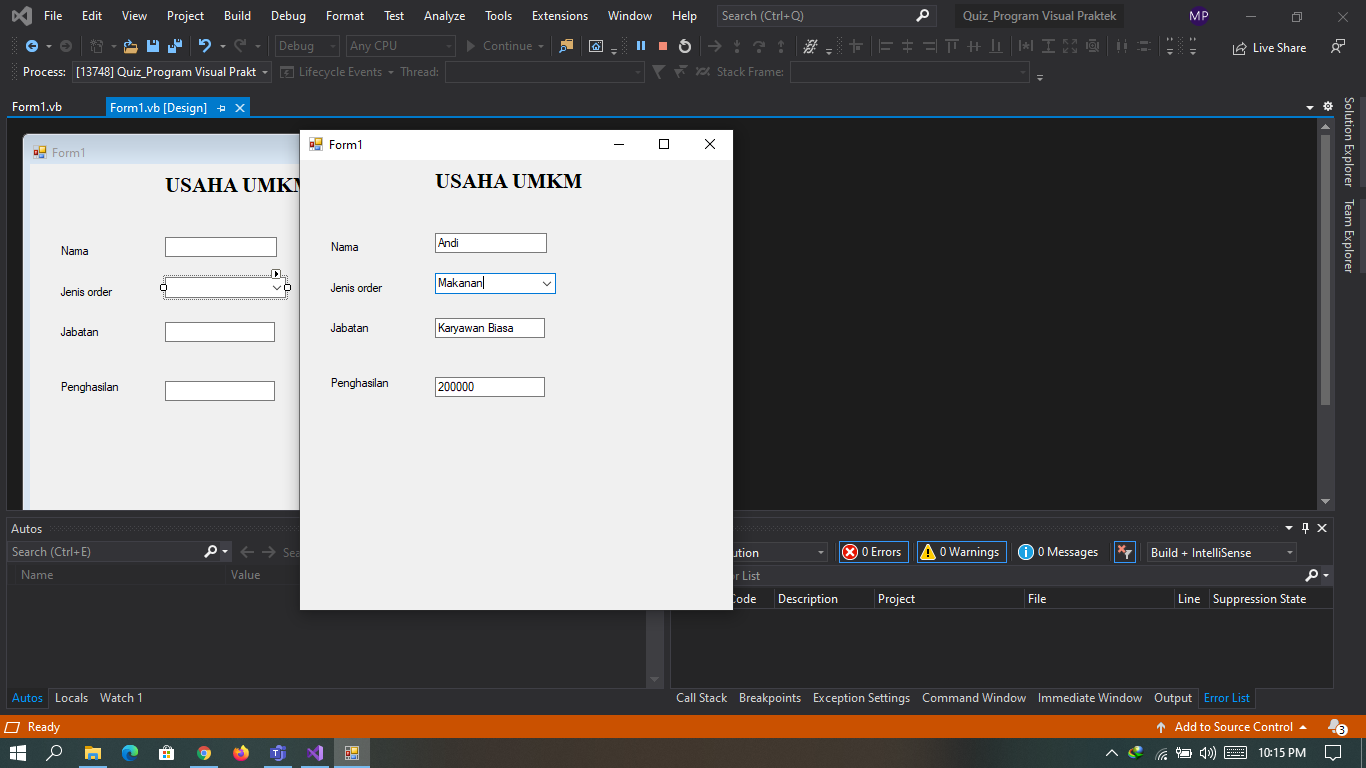 File Edit View Project Build Debug Format Test Analyze Tools Extensions Window Help Search (Ctrl+Q) Quiz_Program Visual Praktek MP
Debug Any CPU Continue Live Share
Process: [13748] Quiz_Program Visual Prakt Lifecycle Events Thread: Stack Frame:
Form1.vb Form1.vb [Design]
Solution Explorer
Team Explorer
Form1
USAHA UMKM
Nama
Jenis order
Jabatan
Penghasilan
Form1
USAHA UMKM
Nama Andi
Jenis order Makanan
Jabatan Karyawan Biasa
Penghasilan 200000
Autos
Search (Ctrl+E)
Name Value
0 Errors 0 Warnings 0 Messages Build + IntelliSense
List
Code Description Project File Line Suppression State
Autos Locals Watch 1
Call Stack Breakpoints Exception Settings Command Window Immediate Window Output Error List
Ready Add to Source Control 3
10:15 PM